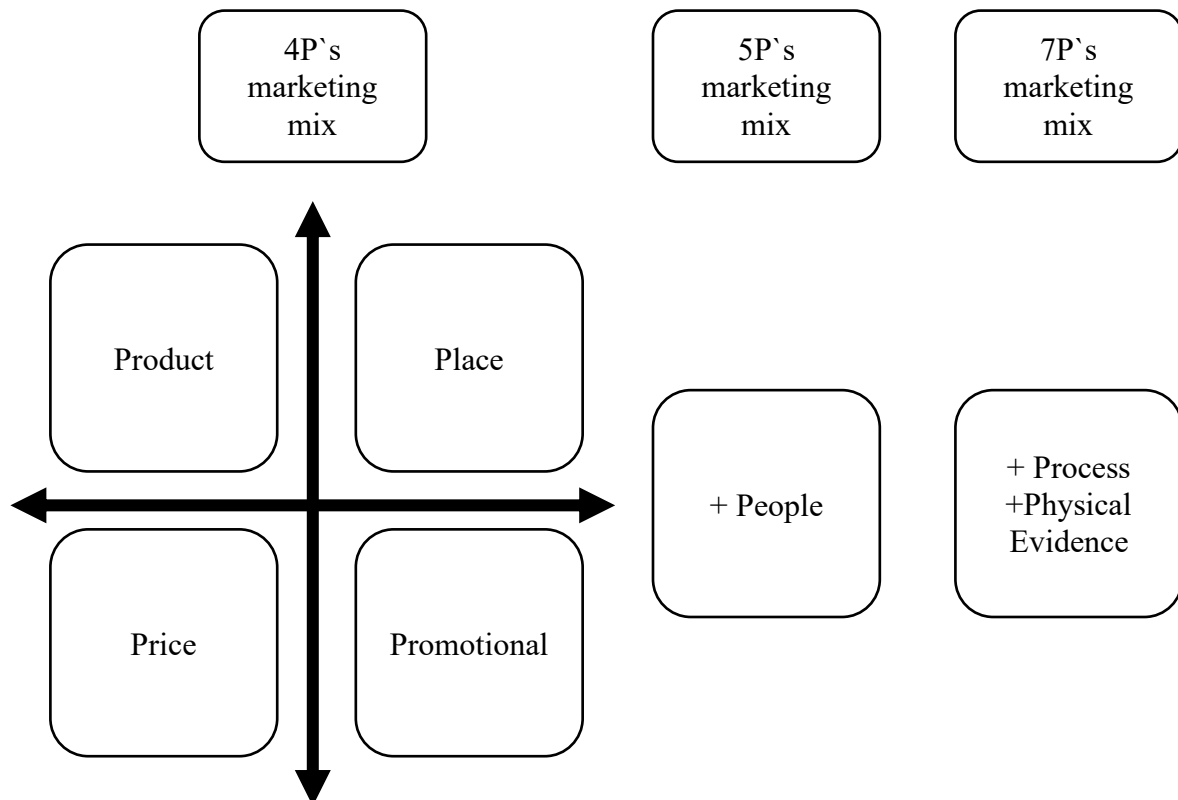 4P`s
marketing
mix
5P`s
marketing
mix
7P`s
marketing
mix
Product
Place
Price
Promotional
+ People
+ Process
+Physical
Evidence